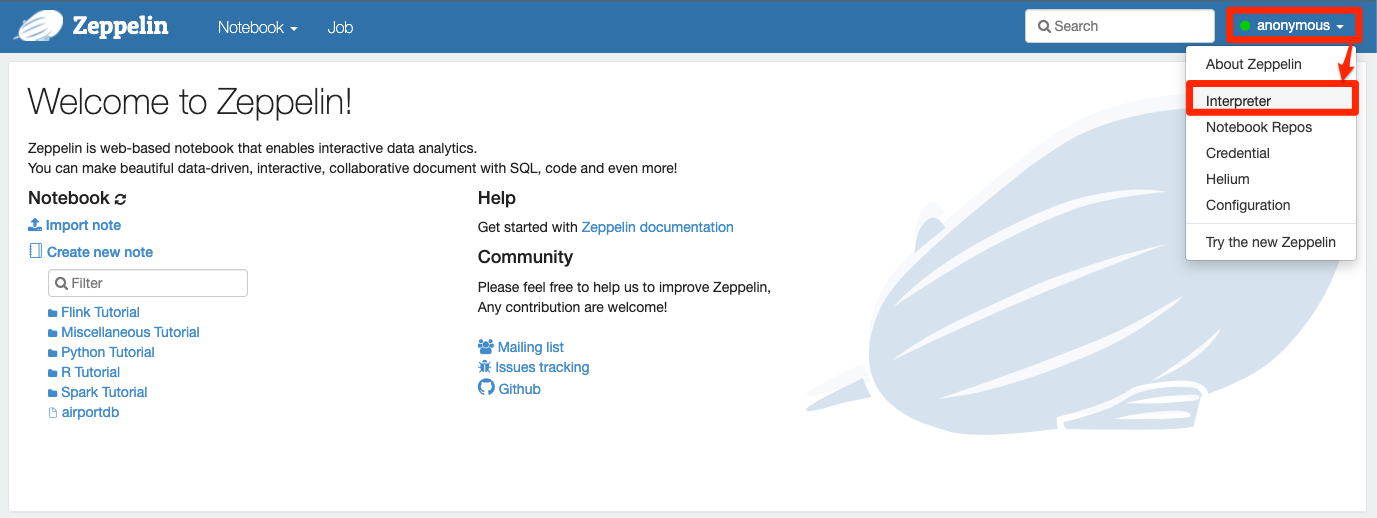 Zeppelin
Notebook
Job
Search
anonymous
About Zeppelin
Interpreter
Notebook Repos
Credential
Helium
Configuration
Try the new Zeppelin
Welcome to Zeppelin!
Zeppelin is web-based notebook that enables interactive data analytics.
You can make beautiful data-driven, interactive, collaborative document with SQL, code and even more!
Notebook
Import note
Create new note
Filter
Flink Tutorial
Miscellaneous Tutorial
Python Tutorial
R Tutorial
Spark Tutorial
airportdb
Help
Get started with Zeppelin documentation
Community
Please feel free to help us to improve Zeppelin,
Any contribution are welcome!
Mailing list
Issues tracking
Github